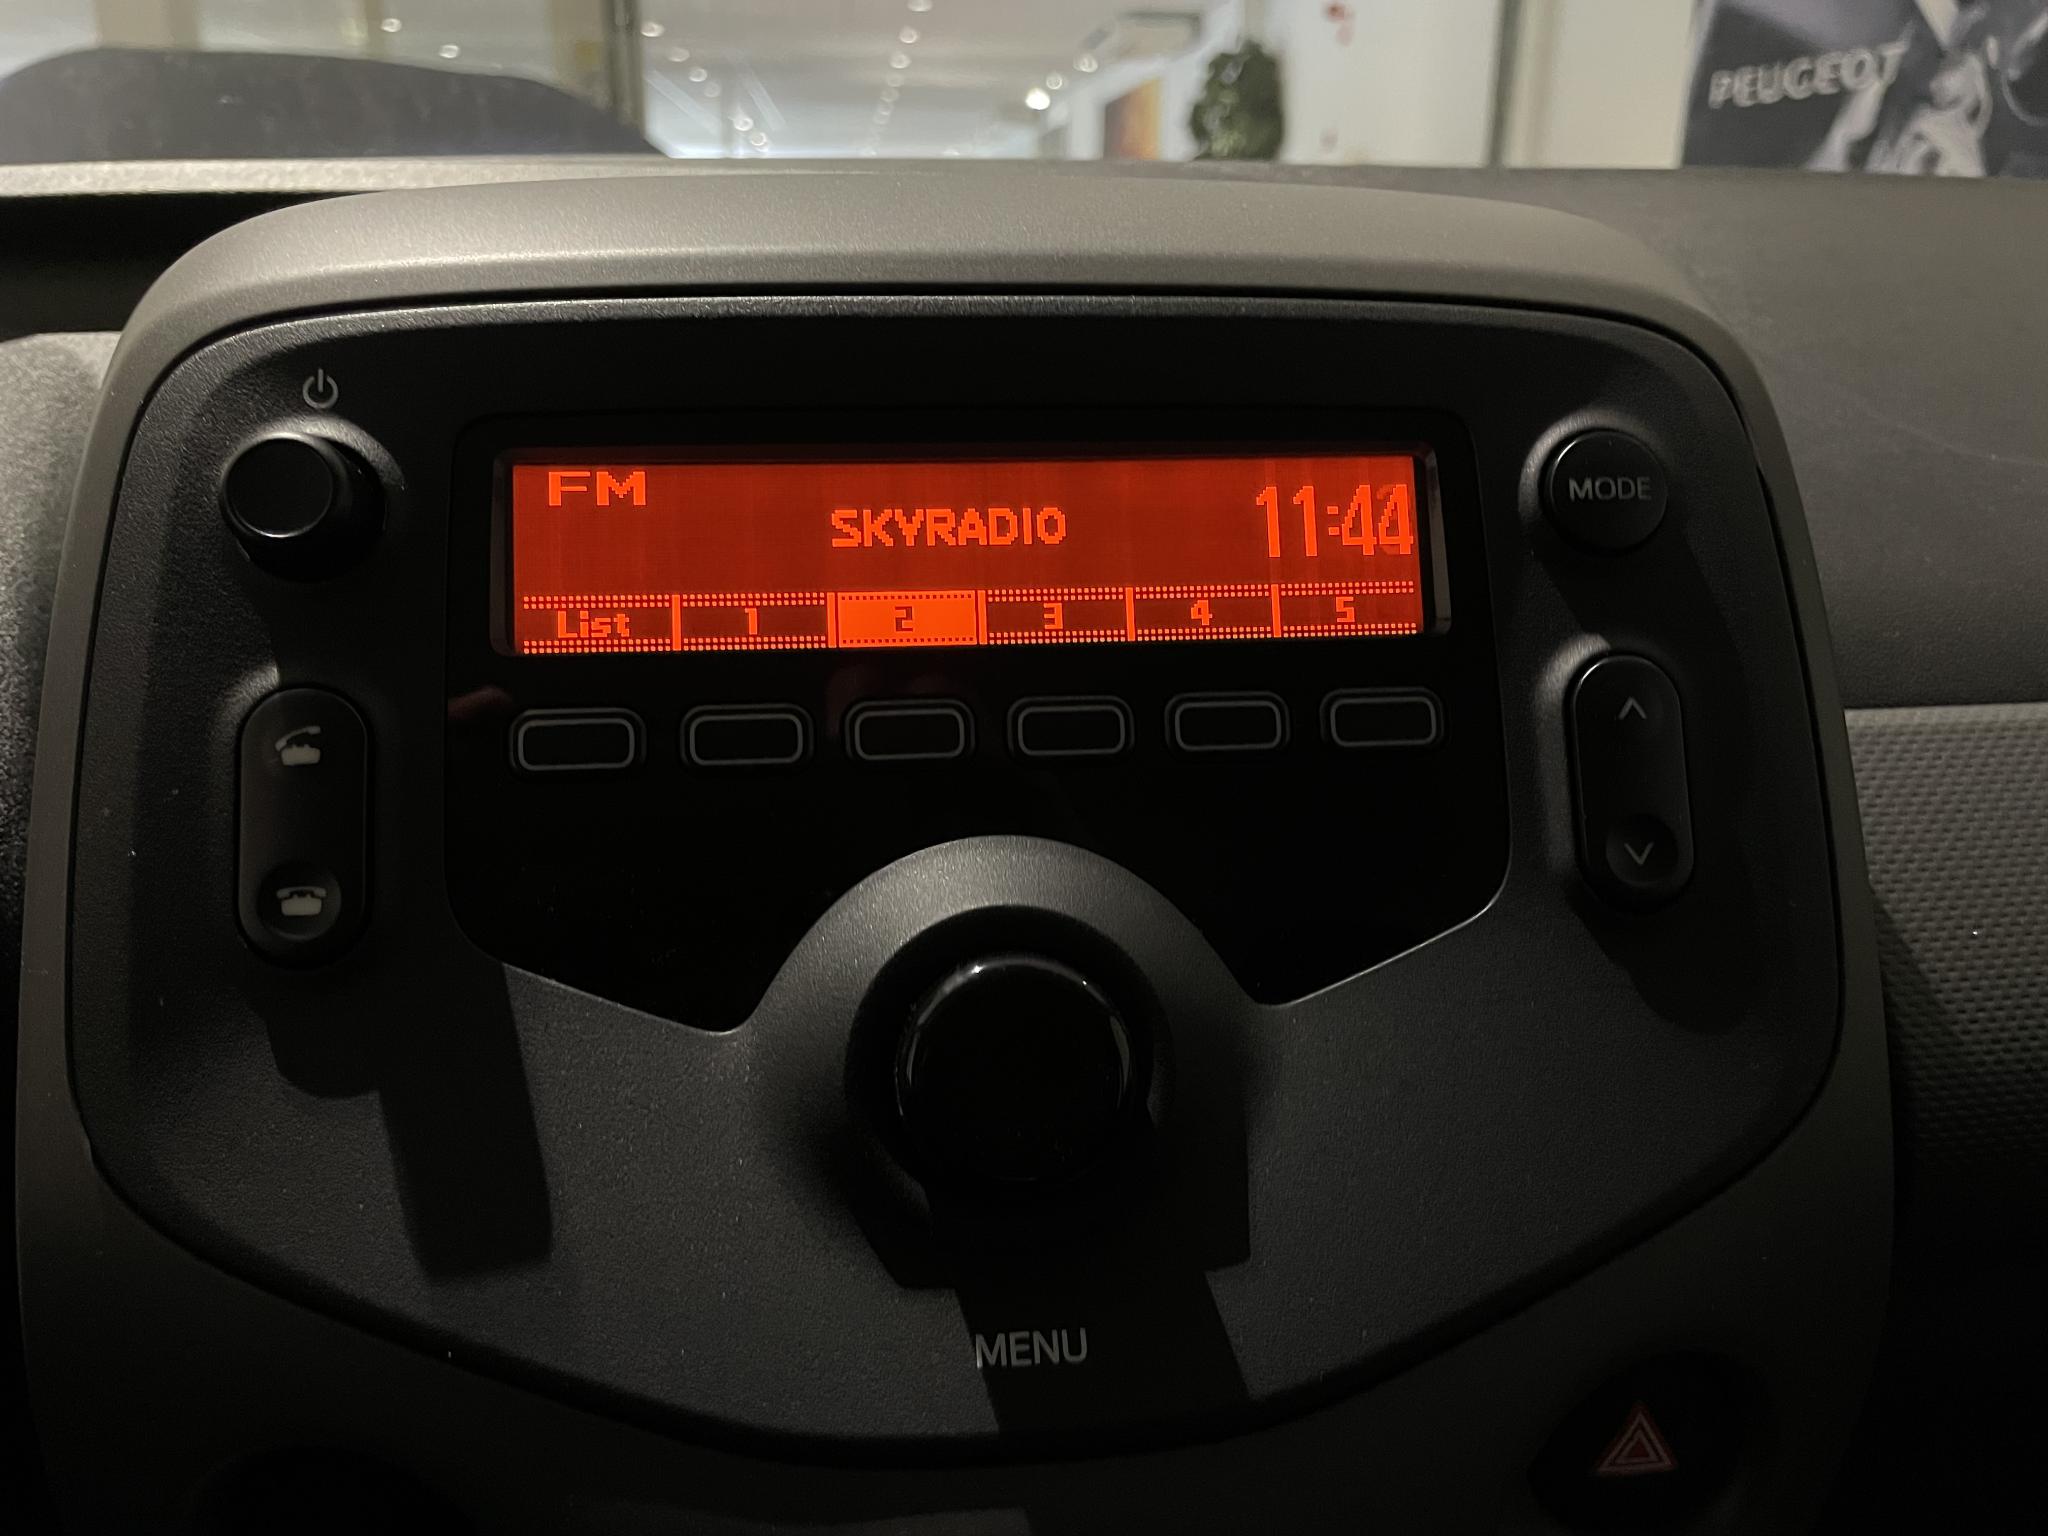 PEUGEOT
FM
SKYRADIO
11:44
List 1 2 3 4 5
MODE
MENU